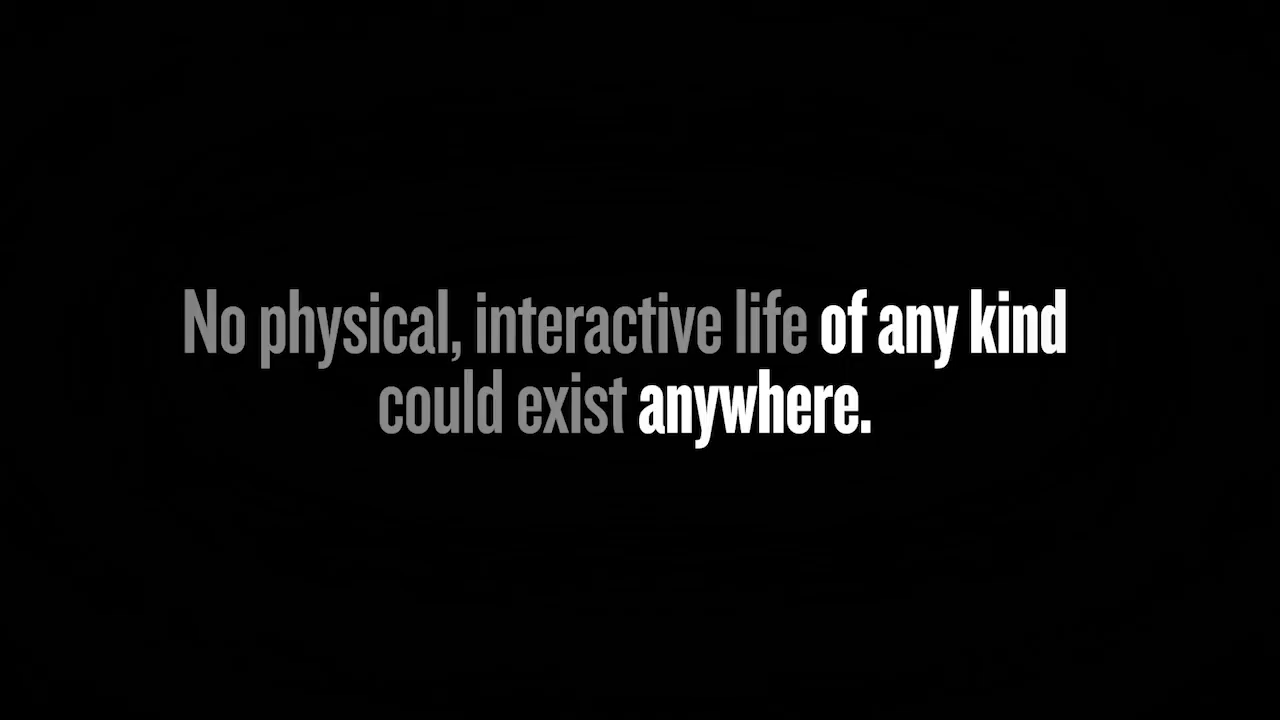 No physical, interactive life of any kind
could exist anywhere.